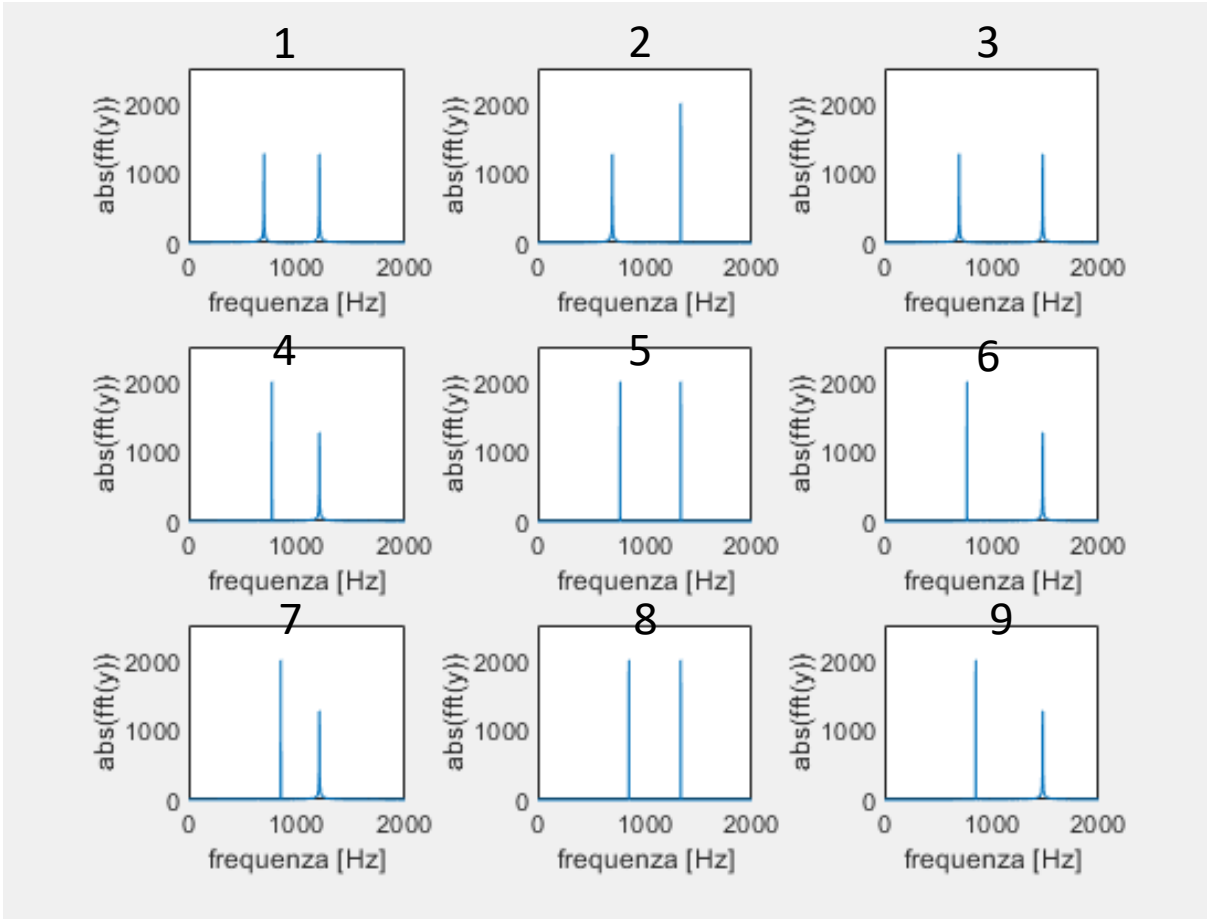 1 2 3
abs(fft(y)) 2000 1000 0 abs(fft(y)) 2000 1000 0 abs(fft(y)) 2000 1000 0
0 1000 2000 0 1000 2000 0 1000 2000
frequenza [Hz] frequenza [Hz] frequenza [Hz]
4 5 6
abs(fft(y)) 2000 1000 0 abs(fft(y)) 2000 1000 0 abs(fft(y)) 2000 1000 0
0 1000 2000 0 1000 2000 0 1000 2000
frequenza [Hz] frequenza [Hz] frequenza [Hz]
7 8 9
abs(fft(y)) 2000 1000 0 abs(fft(y)) 2000 1000 0 abs(fft(y)) 2000 1000 0
0 1000 2000 0 1000 2000 0 1000 2000
frequenza [Hz] frequenza [Hz] frequenza [Hz]